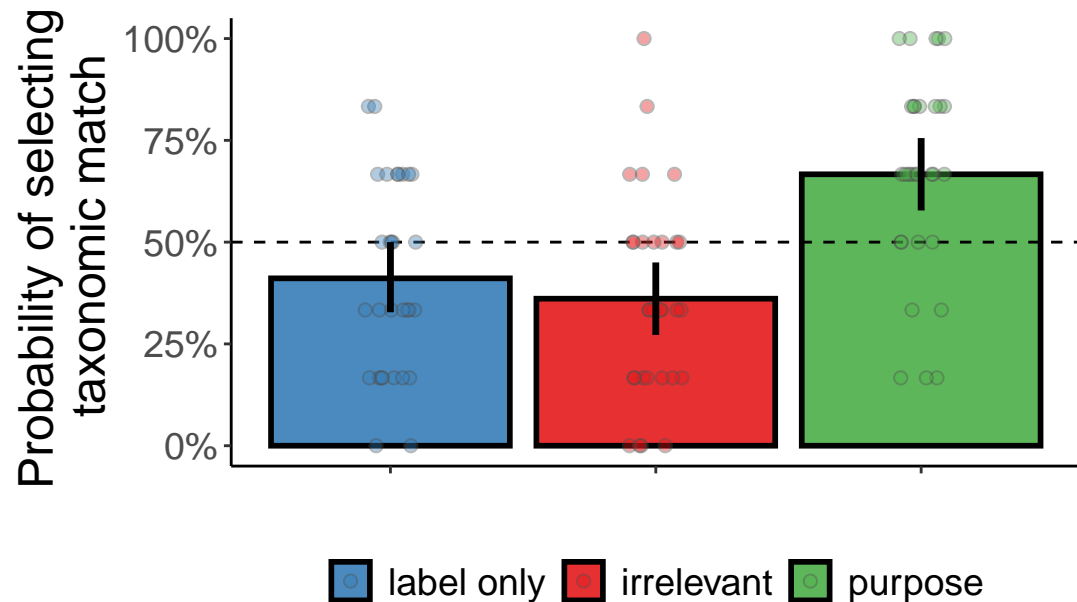 Probability of selecting
taxonomic match
100%
75%
50%
25%
0%
label only
irrelevant
purpose